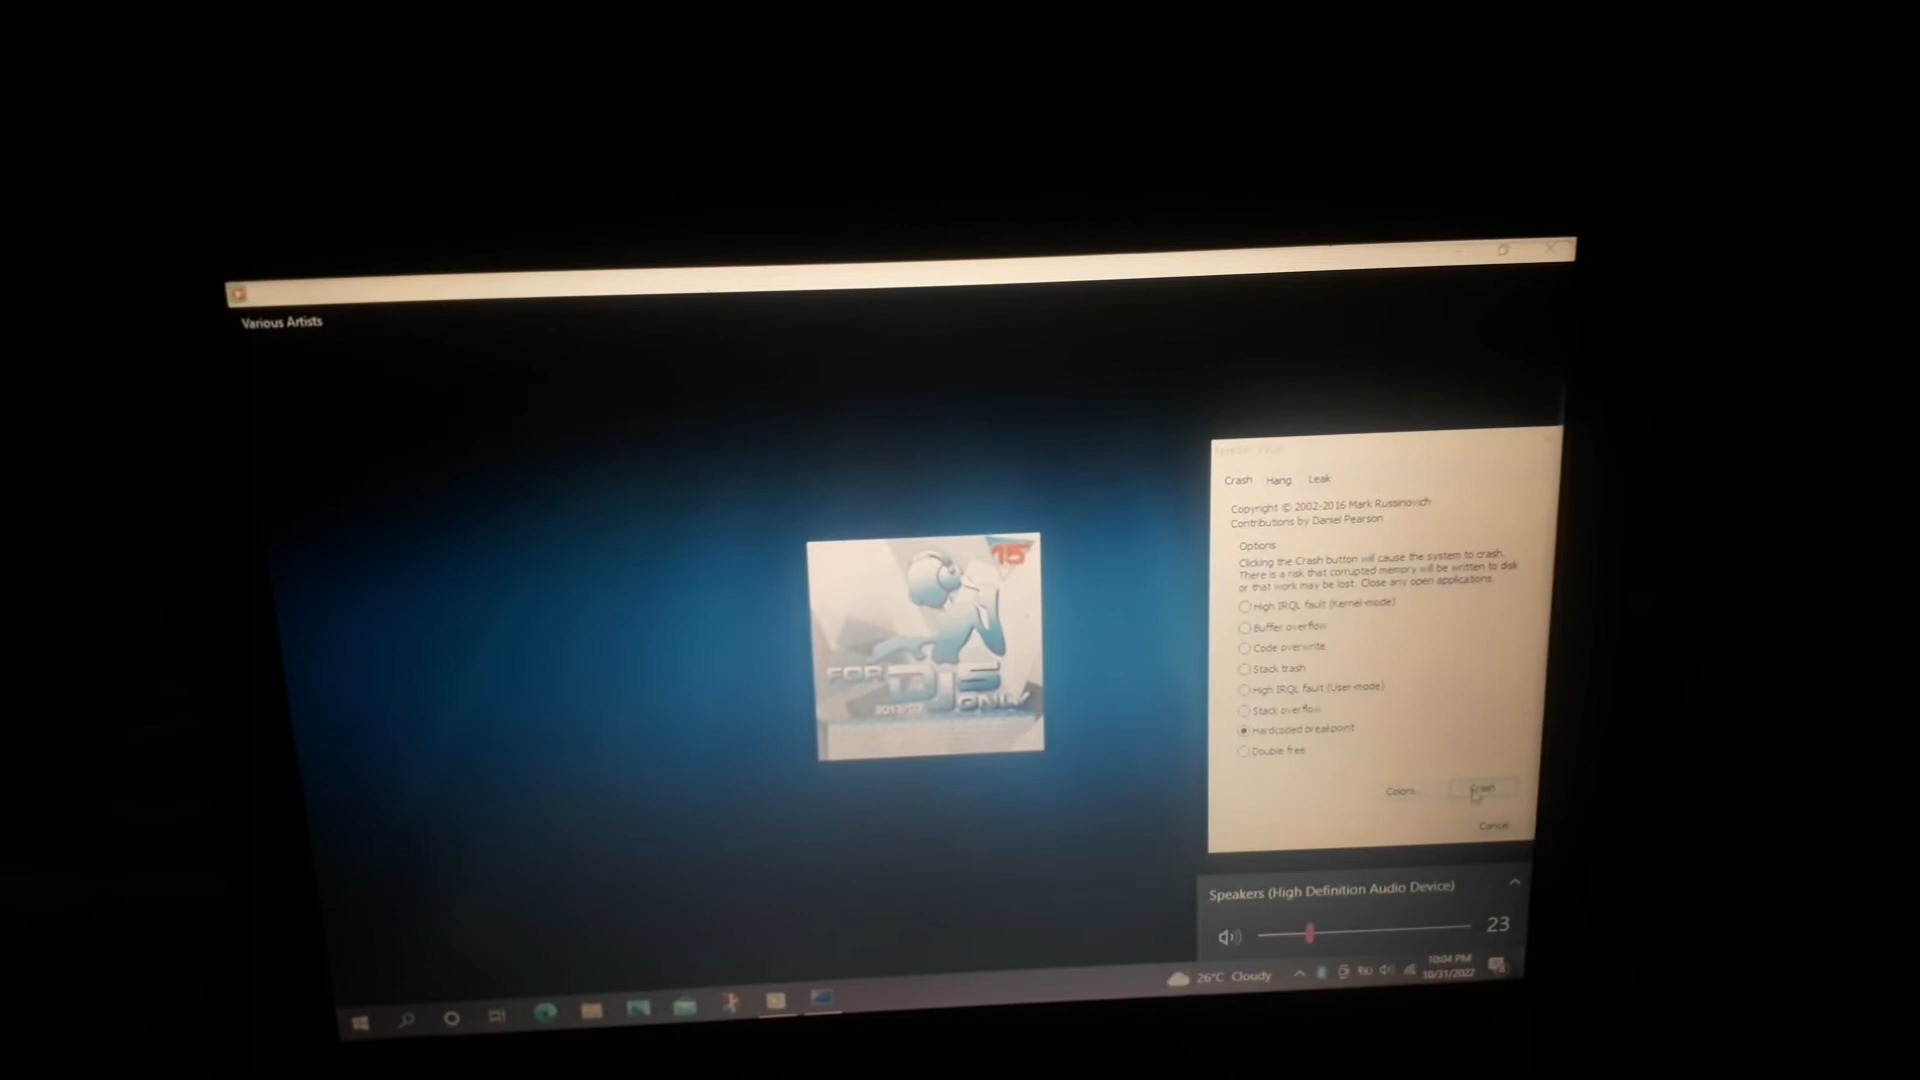 Various Artists
Crash Hang Leak
Copyright © 2002-2016 Mark Russinovich
Contributions by Daniel Pearson
Options
Clicking the Crash button will cause the system to crash.
There is a risk that corrupted memory will be written to disk
or that work may be lost. Close any open applications.
High IRQL fault (Kernel-mode)
Buffer overflow
Code overwrite
Stack trash
High IRQL fault (User-mode)
Stack overflow
Hardcoded breakpoint
Double free
Colors...
Crash
Cancel
15
FOR DJS
2013/02
ONLY
Speakers (High Definition Audio Device)
23
26°C Cloudy
10:04 PM
10/31/2022